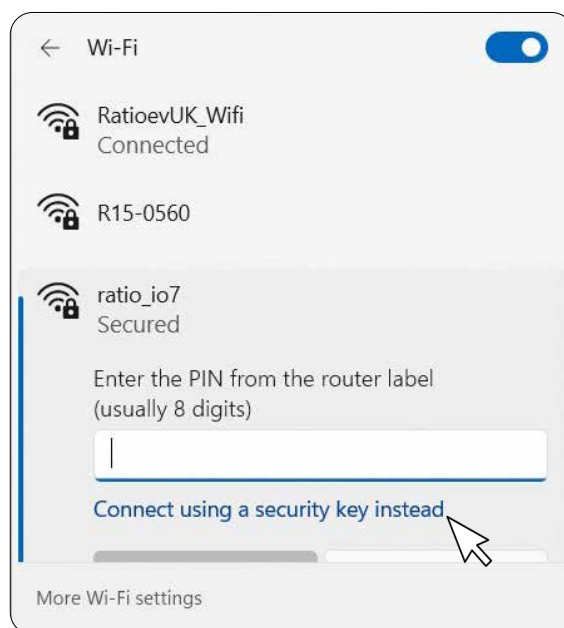 Wi-Fi
RatioevUK_Wifi
Connected
R15-0560
ratio_io7
Secured
Enter the PIN from the router label
(usually 8 digits)
Connect using a security key instead
More Wi-Fi settings